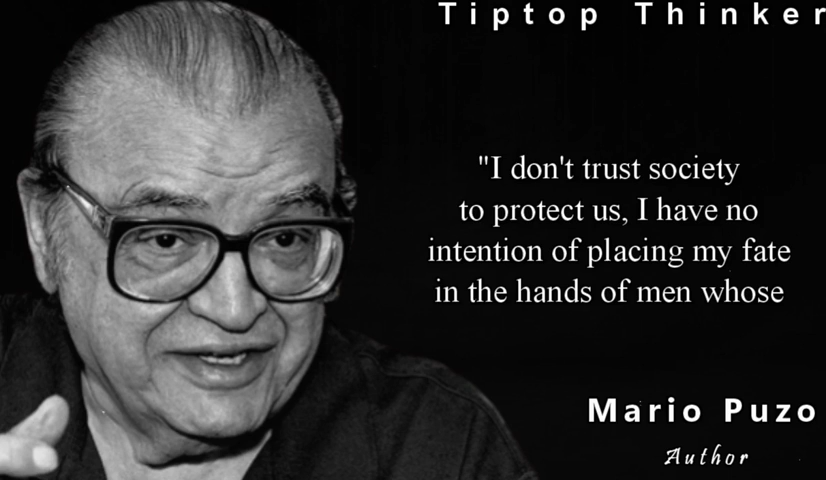 Tiptop Thinker
"I don't trust society
to protect us, I have no
intention of placing my fate
in the hands of men whose
Mario Puzo
Author